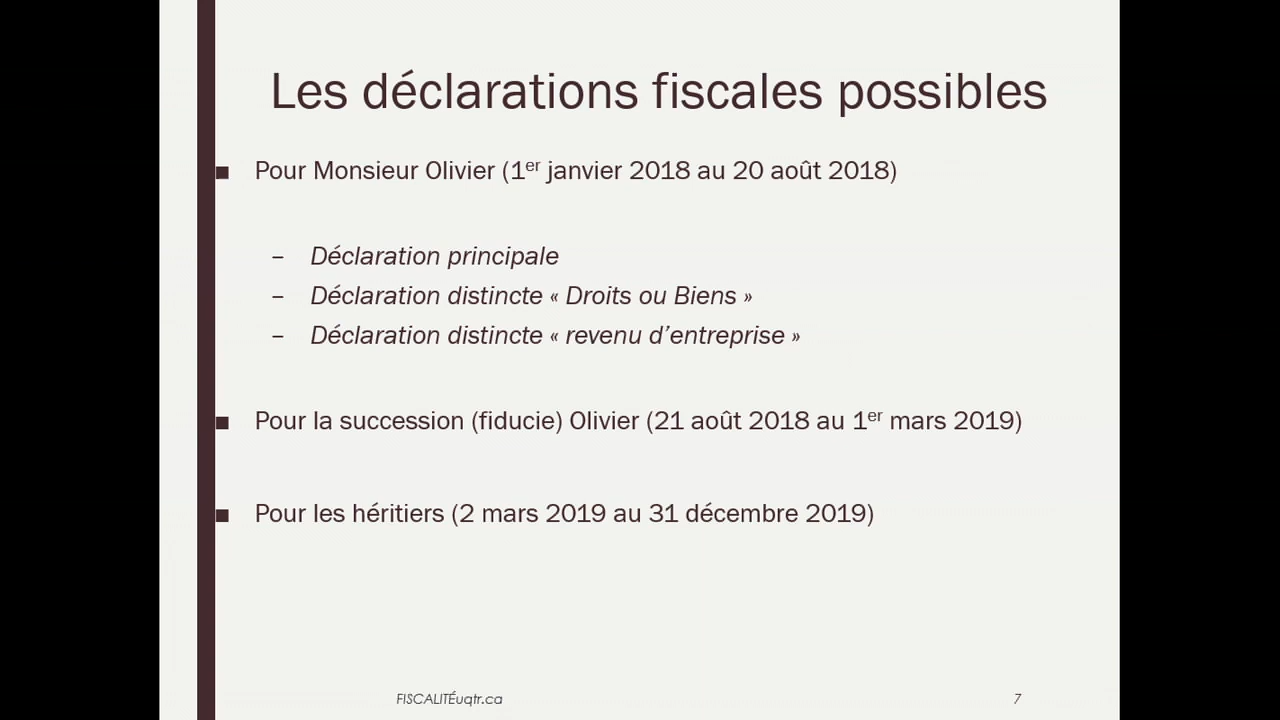 Les déclarations fiscales possibles
■ Pour Monsieur Olivier (1er janvier 2018 au 20 août 2018)
– Déclaration principale
– Déclaration distincte « Droits ou Biens »
– Déclaration distincte « revenu d’entreprise »
■ Pour la succession (fiducie) Olivier (21 août 2018 au 1er mars 2019)
■ Pour les héritiers (2 mars 2019 au 31 décembre 2019)
FISCALITÉuqtr.ca 7